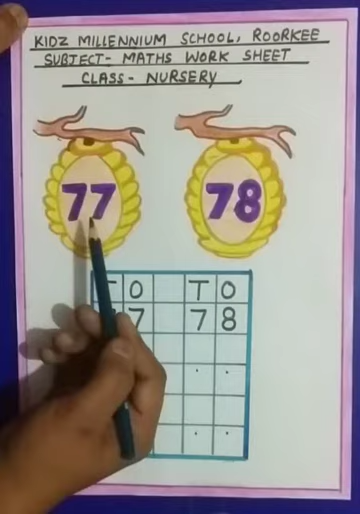 KIDZ MILLENNIUM SCHOOL, ROORKEE
SUBJECT- MATHS WORK SHEET
CLASS- NURSERY
77 78
T O T O
7 7 8